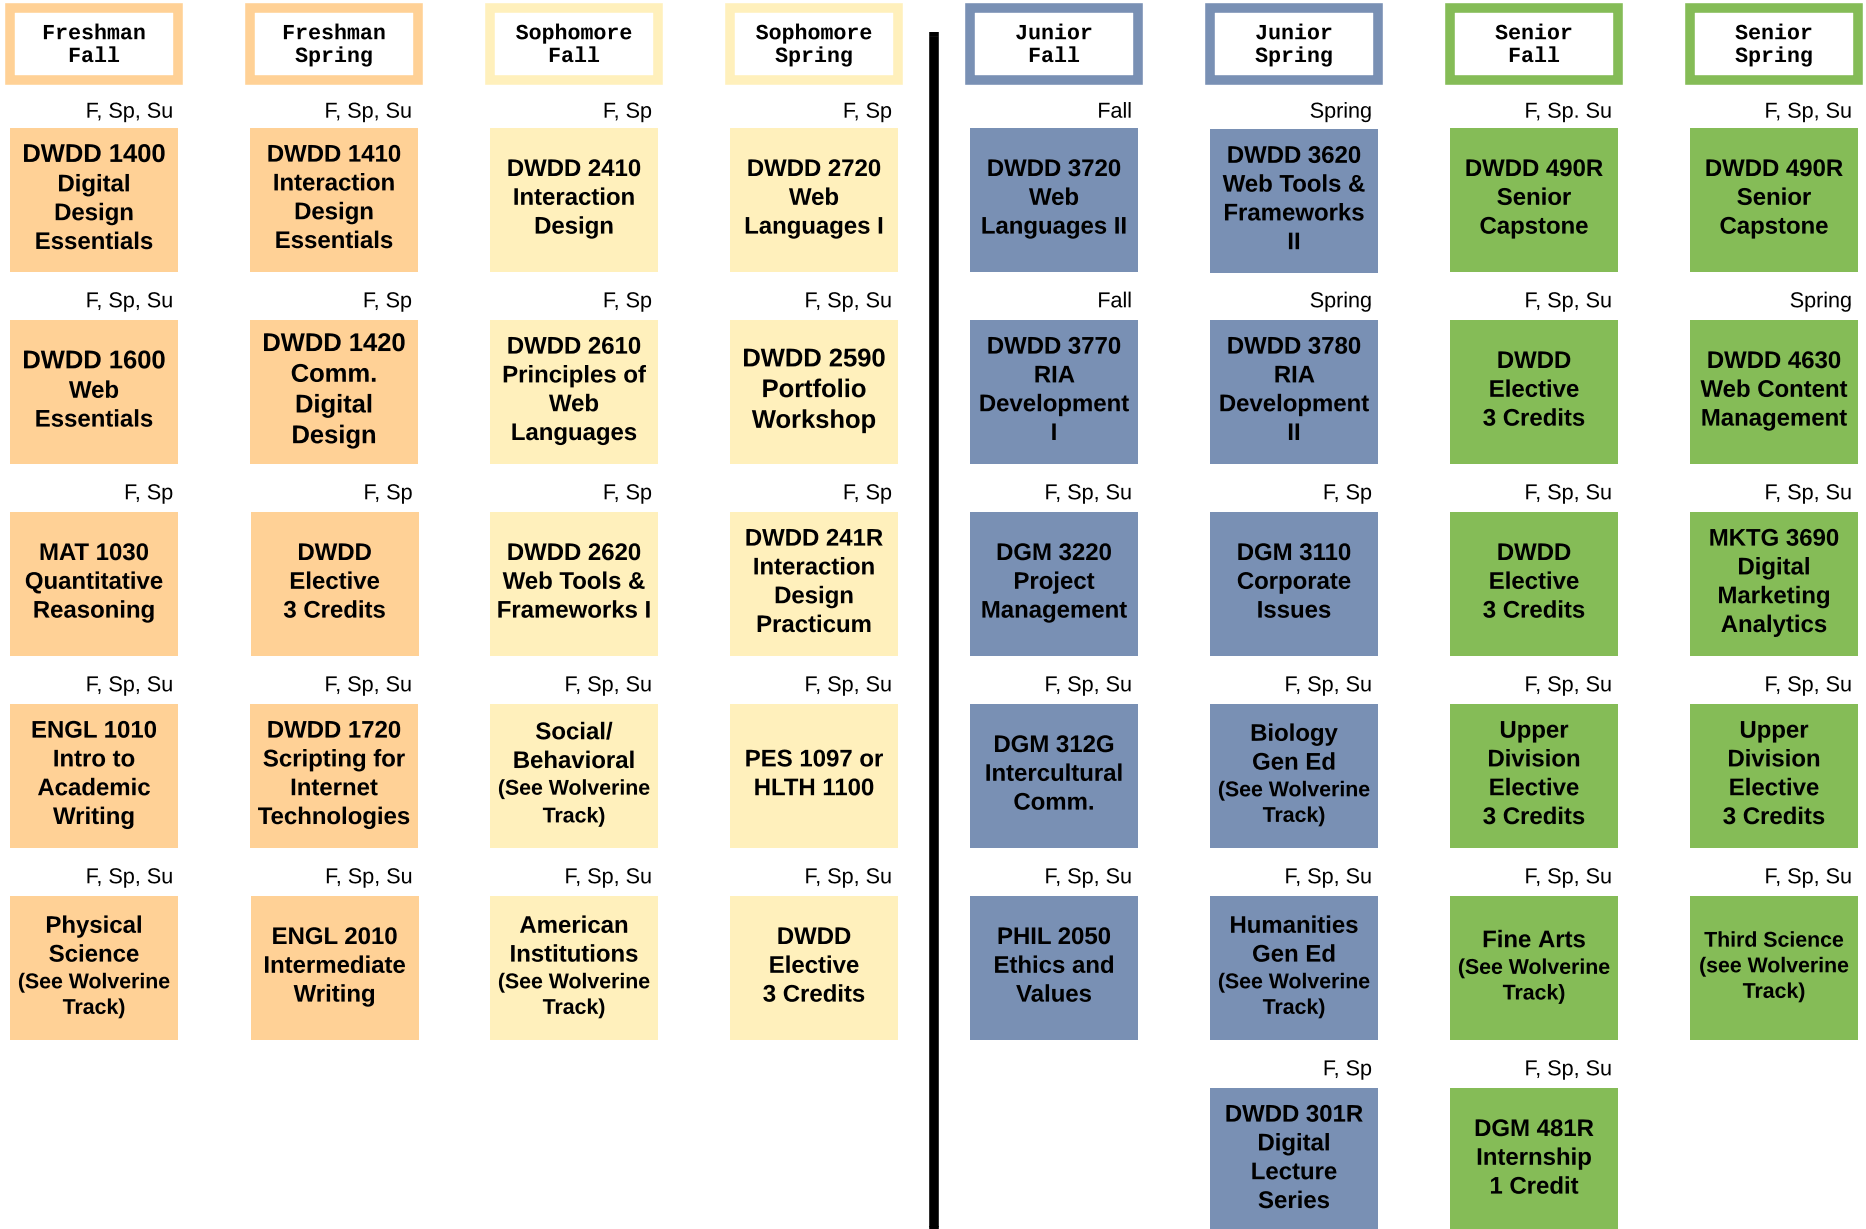 Freshman
Fall
F, Sp, Su
DWDD 1400
Digital
Design
Essentials
F, Sp, Su
DWDD 1600
Web
Essentials
F, Sp
MAT 1030
Quantitative
Reasoning
F, Sp, Su
ENGL 1010
Intro to
Academic
Writing
F, Sp, Su
Physical
Science
(See Wolverine
Track)
Freshman
Spring
F, Sp, Su
DWDD 1410
Interaction
Design
Essentials
F, Sp
DWDD 1420
Comm.
Digital
Design
F, Sp
DWDD
Elective
3 Credits
F, Sp, Su
DWDD 1720
Scripting for
Internet
Technologies
F, Sp, Su
ENGL 2010
Intermediate
Writing
Sophomore
Fall
F, Sp
DWDD 2410
Interaction
Design
F, Sp
DWDD 2610
Principles of
Web
Languages
F, Sp
DWDD 2620
Web Tools &
Frameworks I
F, Sp, Su
Social/
Behavioral
(See Wolverine
Track)
F, Sp, Su
American
Institutions
(See Wolverine
Track)
Sophomore
Spring
F, Sp
DWDD 2720
Web
Languages I
F, Sp, Su
DWDD 2590
Portfolio
Workshop
F, Sp
DWDD 241R
Interaction
Design
Practicum
F, Sp, Su
PES 1097 or
HLTH 1100
F, Sp, Su
DWDD
Elective
3 Credits
Junior
Fall
Fall
DWDD 3720
Web
Languages II
Fall
DWDD 3770
RIA
Development
I
F, Sp, Su
DGM 3220
Project
Management
F, Sp, Su
DGM 312G
Intercultural
Comm.
F, Sp, Su
PHIL 2050
Ethics and
Values
Junior
Spring
Spring
DWDD 3620
Web Tools &
Frameworks
II
Spring
DWDD 3780
RIA
Development
II
F, Sp
DGM 3110
Corporate
Issues
F, Sp, Su
Biology
Gen Ed
(See Wolverine
Track)
F, Sp, Su
Humanities
Gen Ed
(See Wolverine
Track)
F, Sp
DWDD 301R
Digital
Lecture
Series
Senior
Fall
F, Sp. Su
DWDD 490R
Senior
Capstone
F, Sp, Su
DWDD
Elective
3 Credits
F, Sp, Su
DWDD
Elective
3 Credits
F, Sp, Su
Upper
Division
Elective
3 Credits
F, Sp, Su
Fine Arts
(See Wolverine
Track)
F, Sp, Su
DGM 481R
Internship
1 Credit
Senior
Spring
F, Sp, Su
DWDD 490R
Senior
Capstone
Spring
DWDD 4630
Web Content
Management
F, Sp, Su
MKTG 3690
Digital
Marketing
Analytics
F, Sp, Su
Upper
Division
Elective
3 Credits
F, Sp, Su
Third Science
(see Wolverine
Track)